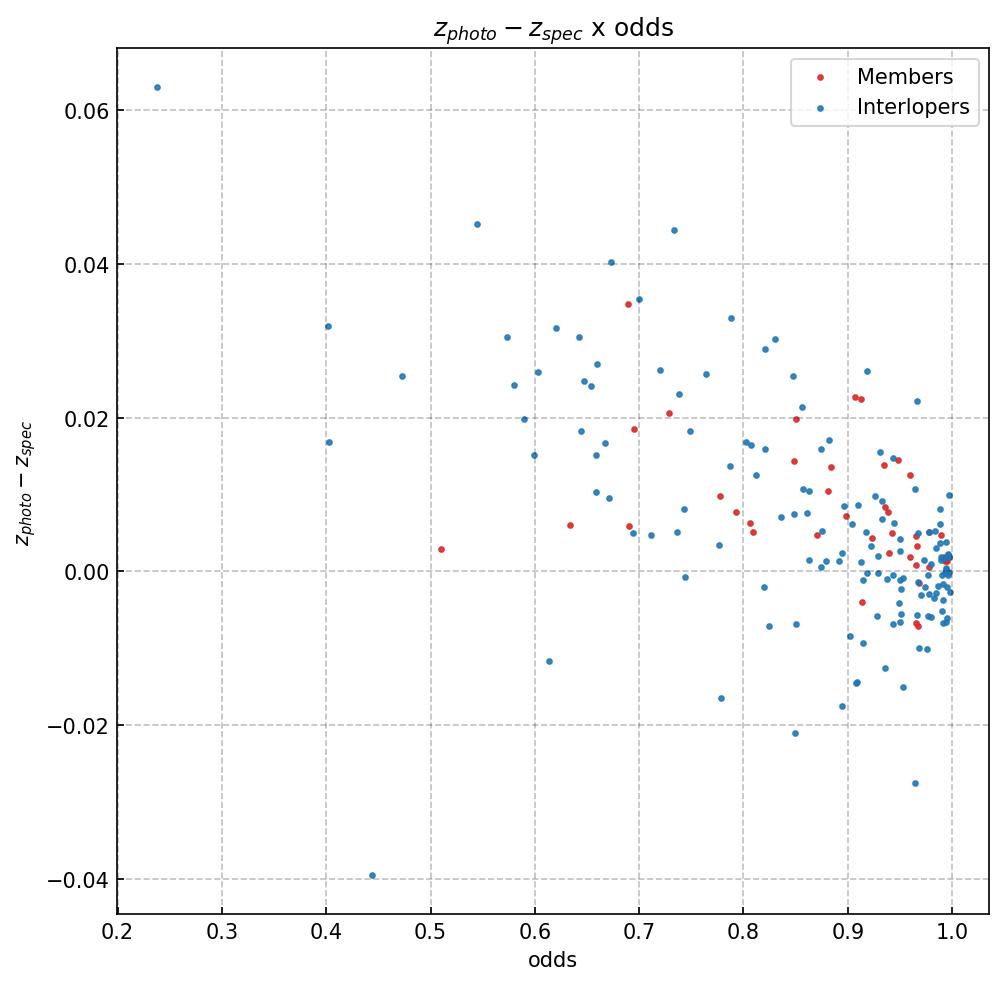 z_photo − z_spec x odds
Members
Interlopers
0.06
0.04
0.02
0.00
−0.02
−0.04
z_photo − z_spec
0.2 0.3 0.4 0.5 0.6 0.7 0.8 0.9 1.0
odds